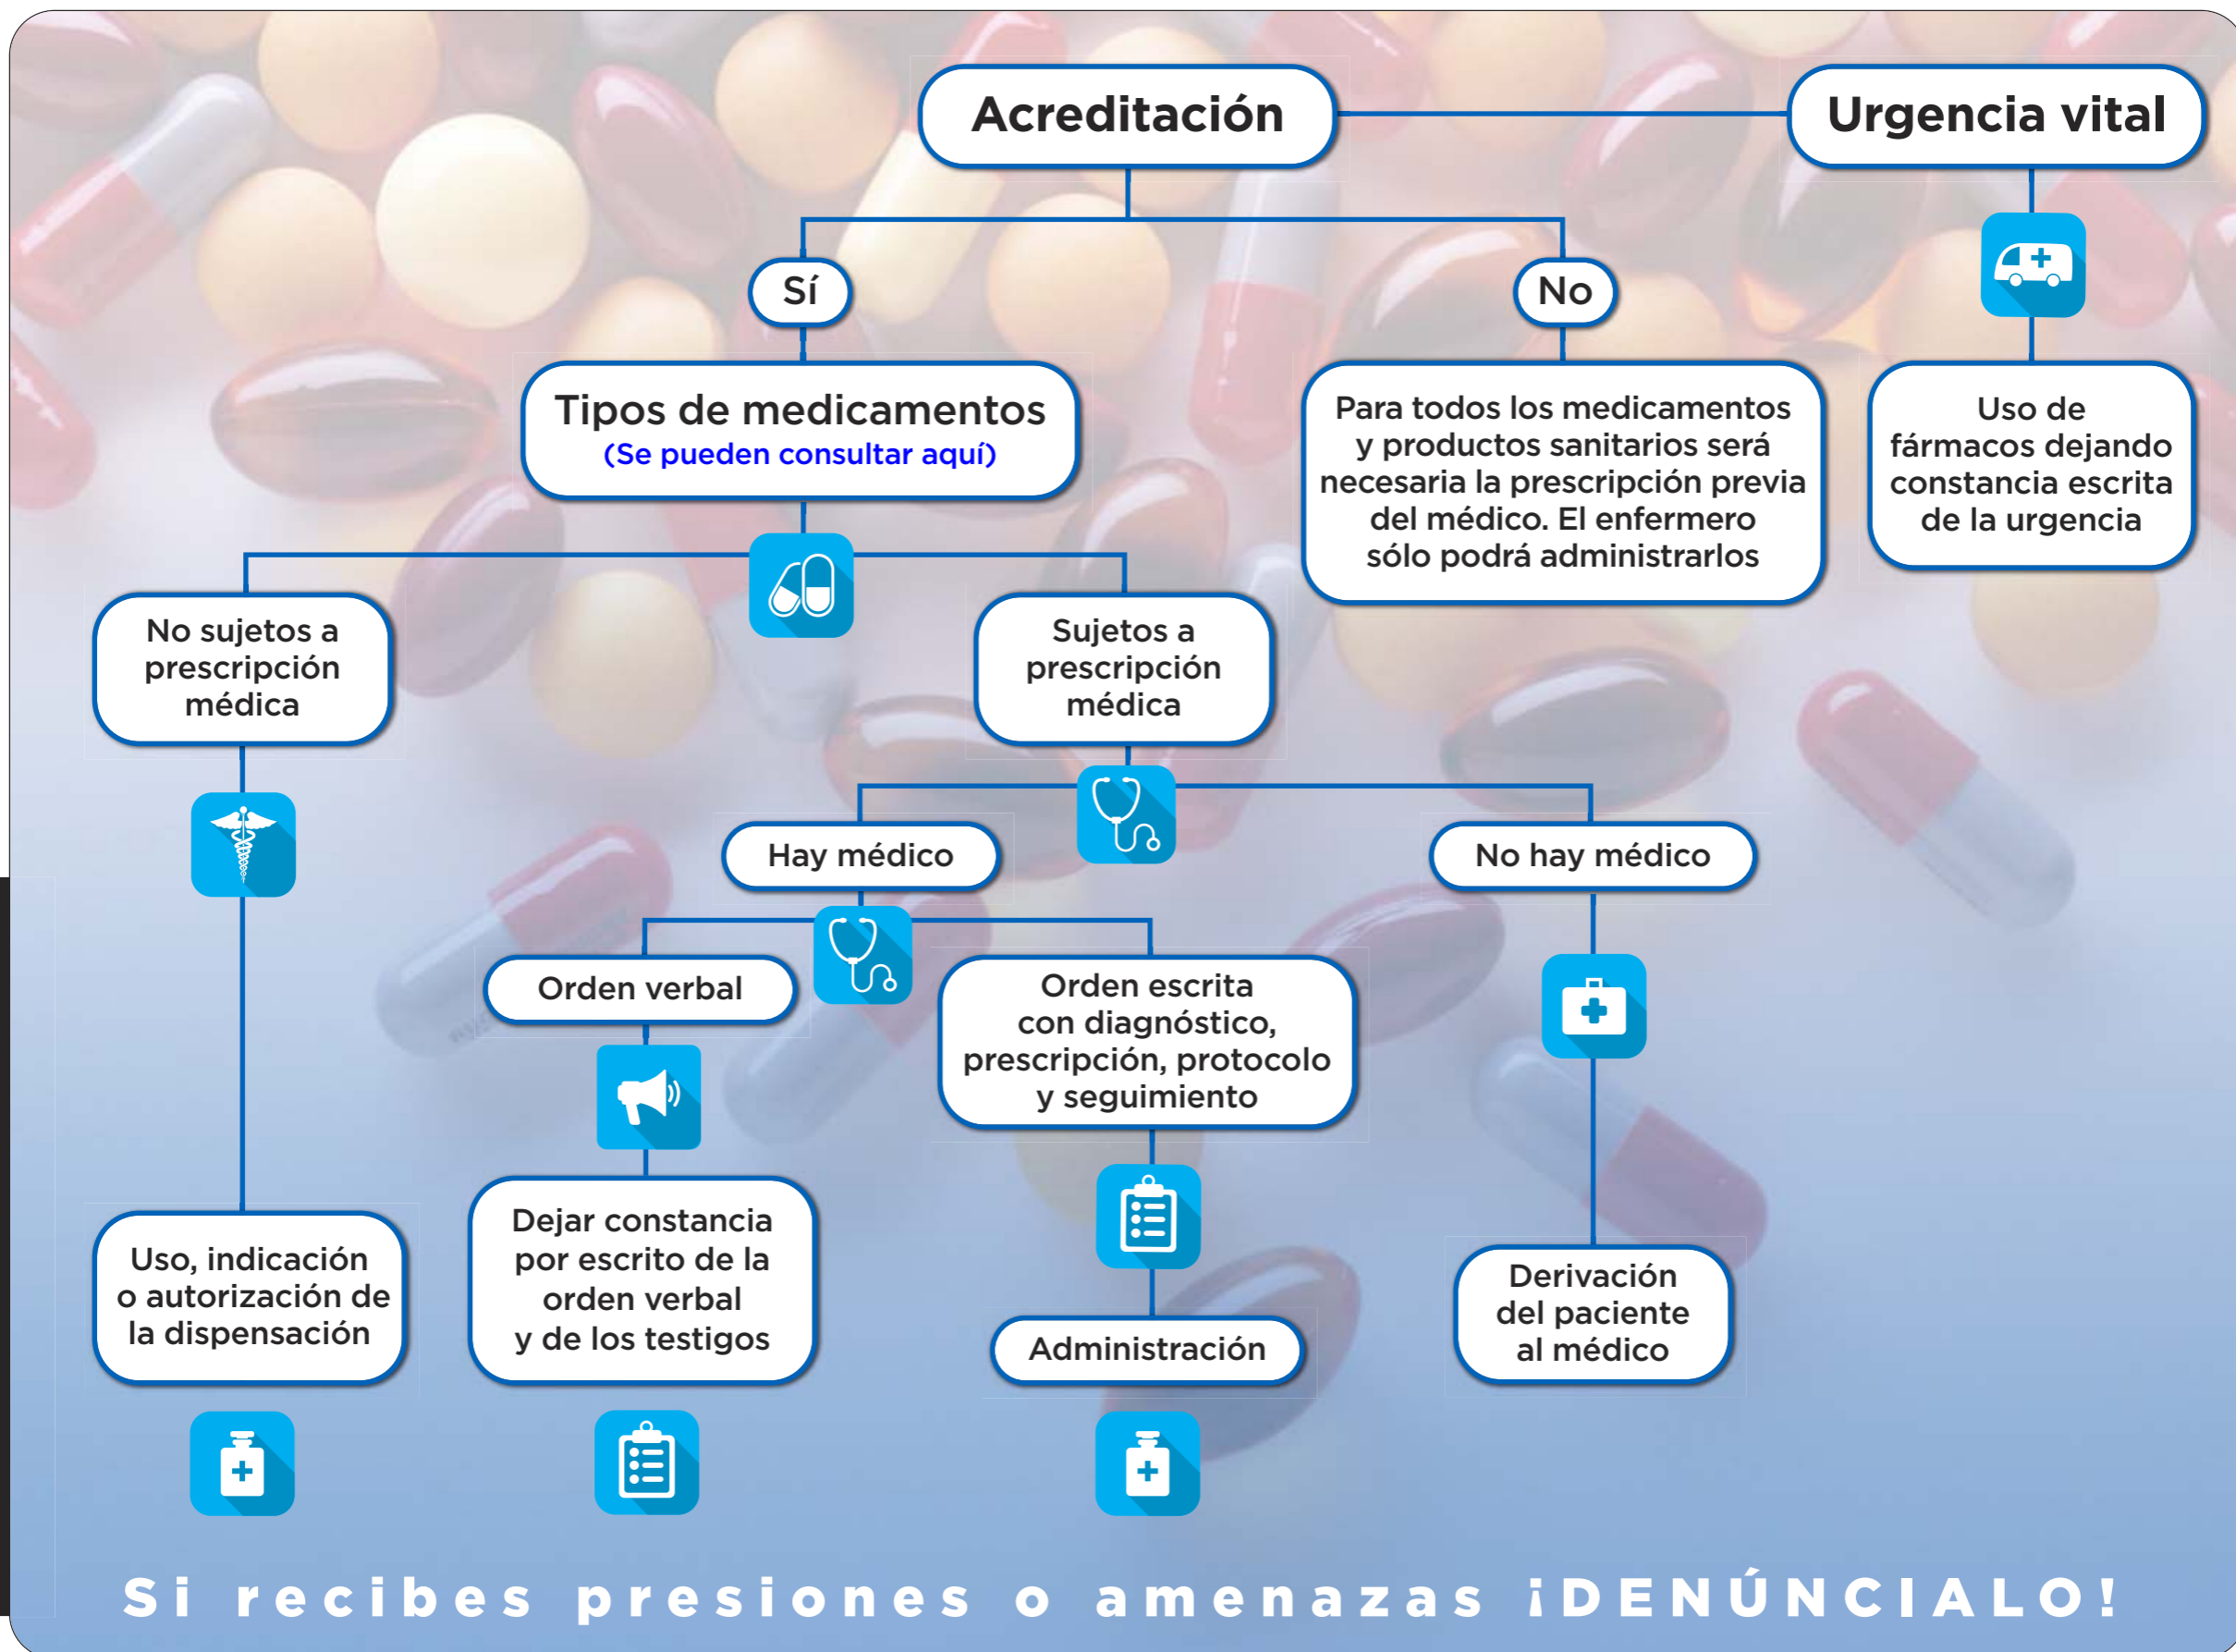 Acreditación
Urgencia vital
Sí
No
Tipos de medicamentos
(Se pueden consultar aquí)
Para todos los medicamentos
y productos sanitarios será
necesaria la prescripción previa
del médico. El enfermero
sólo podrá administrarlos
Uso de
fármacos dejando
constancia escrita
de la urgencia
No sujetos a
prescripción
médica
Sujetos a
prescripción
médica
Hay médico
No hay médico
Orden verbal
Orden escrita
con diagnóstico,
prescripción, protocolo
y seguimiento
Uso, indicación
o autorización de
la dispensación
Dejar constancia
por escrito de la
orden verbal
y de los testigos
Administración
Derivación
del paciente
al médico
Si recibes presiones o amenazas ¡DENÚNCIALO!